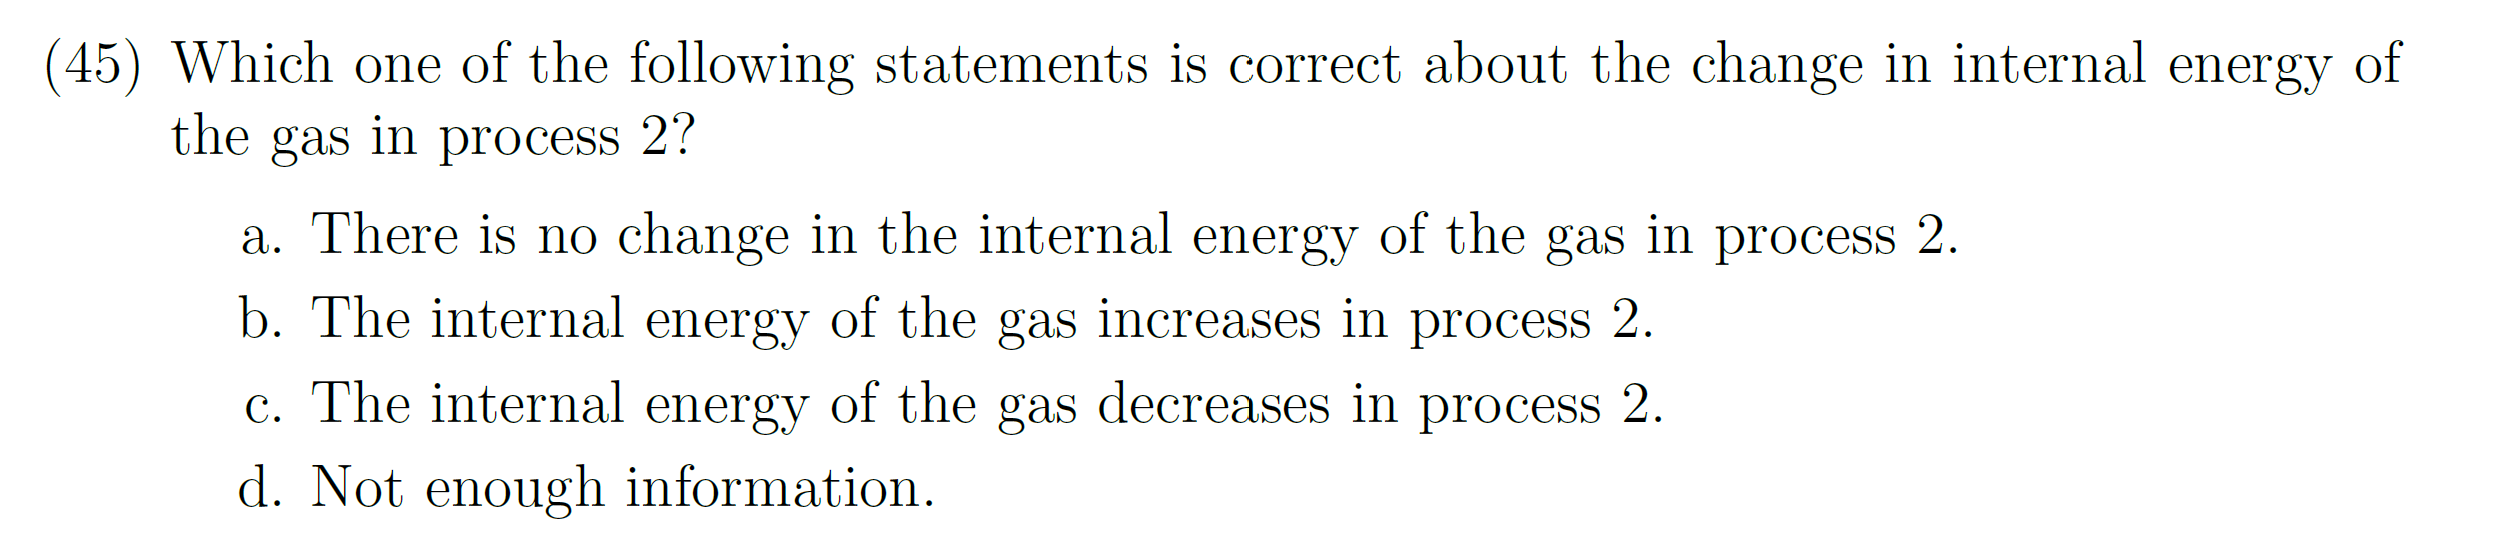 (45) Which one of the following statements is correct about the change in internal energy of
the gas in process 2?
a. There is no change in the internal energy of the gas in process 2.
b. The internal energy of the gas increases in process 2.
c. The internal energy of the gas decreases in process 2.
d. Not enough information.